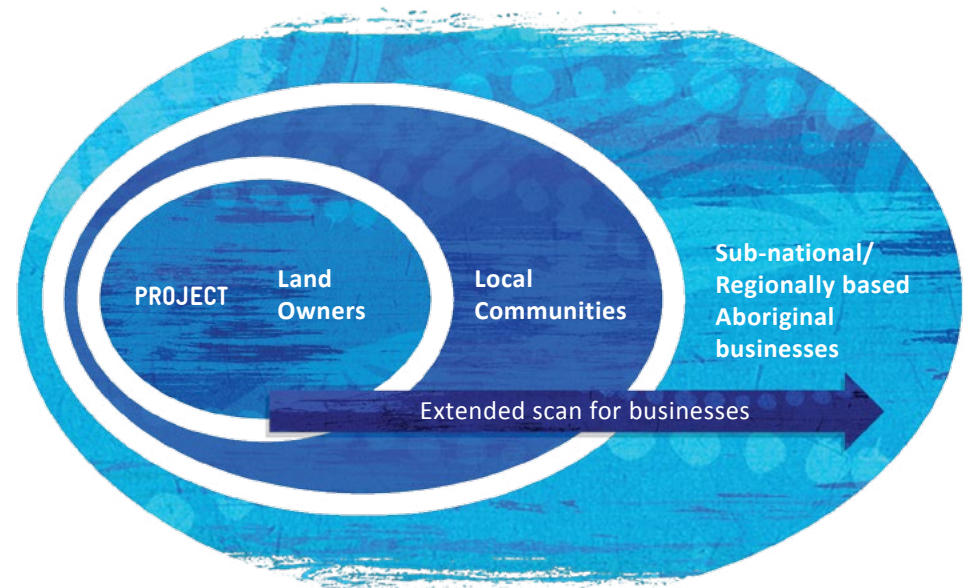 PROJECT
Land
Owners
Local
Communities
Sub-national/
Regionally based
Aboriginal
businesses
Extended scan for businesses